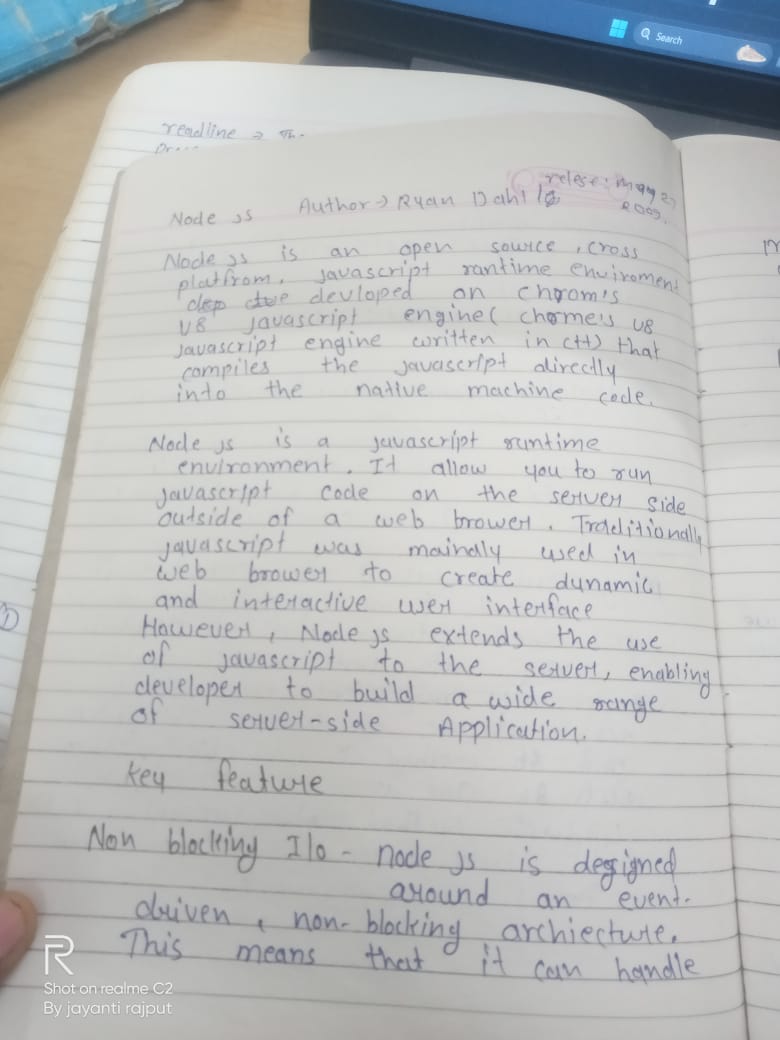 Search
readline → Th
Node js Author → Ryan Dahl
relese: may 27
2009.
Node js is an open source, cross
platfrom, javascript rantime enviroment
devloped on chrom's
v8 javascript engine( chome's v8
javascript engine written in c++) that
compiles the javascript directly
into the native machine code.
Node js is a javascript runtime
environment. It allow you to run
javascript code on the server side
outside of a web brower. Traditionally
javascript was maindly used in
web brower to create dynamic
and interactive user interface
However, Node js extends the use
of javascript to the server, enabling
developer to build a wide range
of server-side Application.
key feature
Non blocking I/o - node js is designed
around an event-
driven, non-blocking archiecture.
This means that it can handle
R
Shot on realme C2
By jayanti rajput